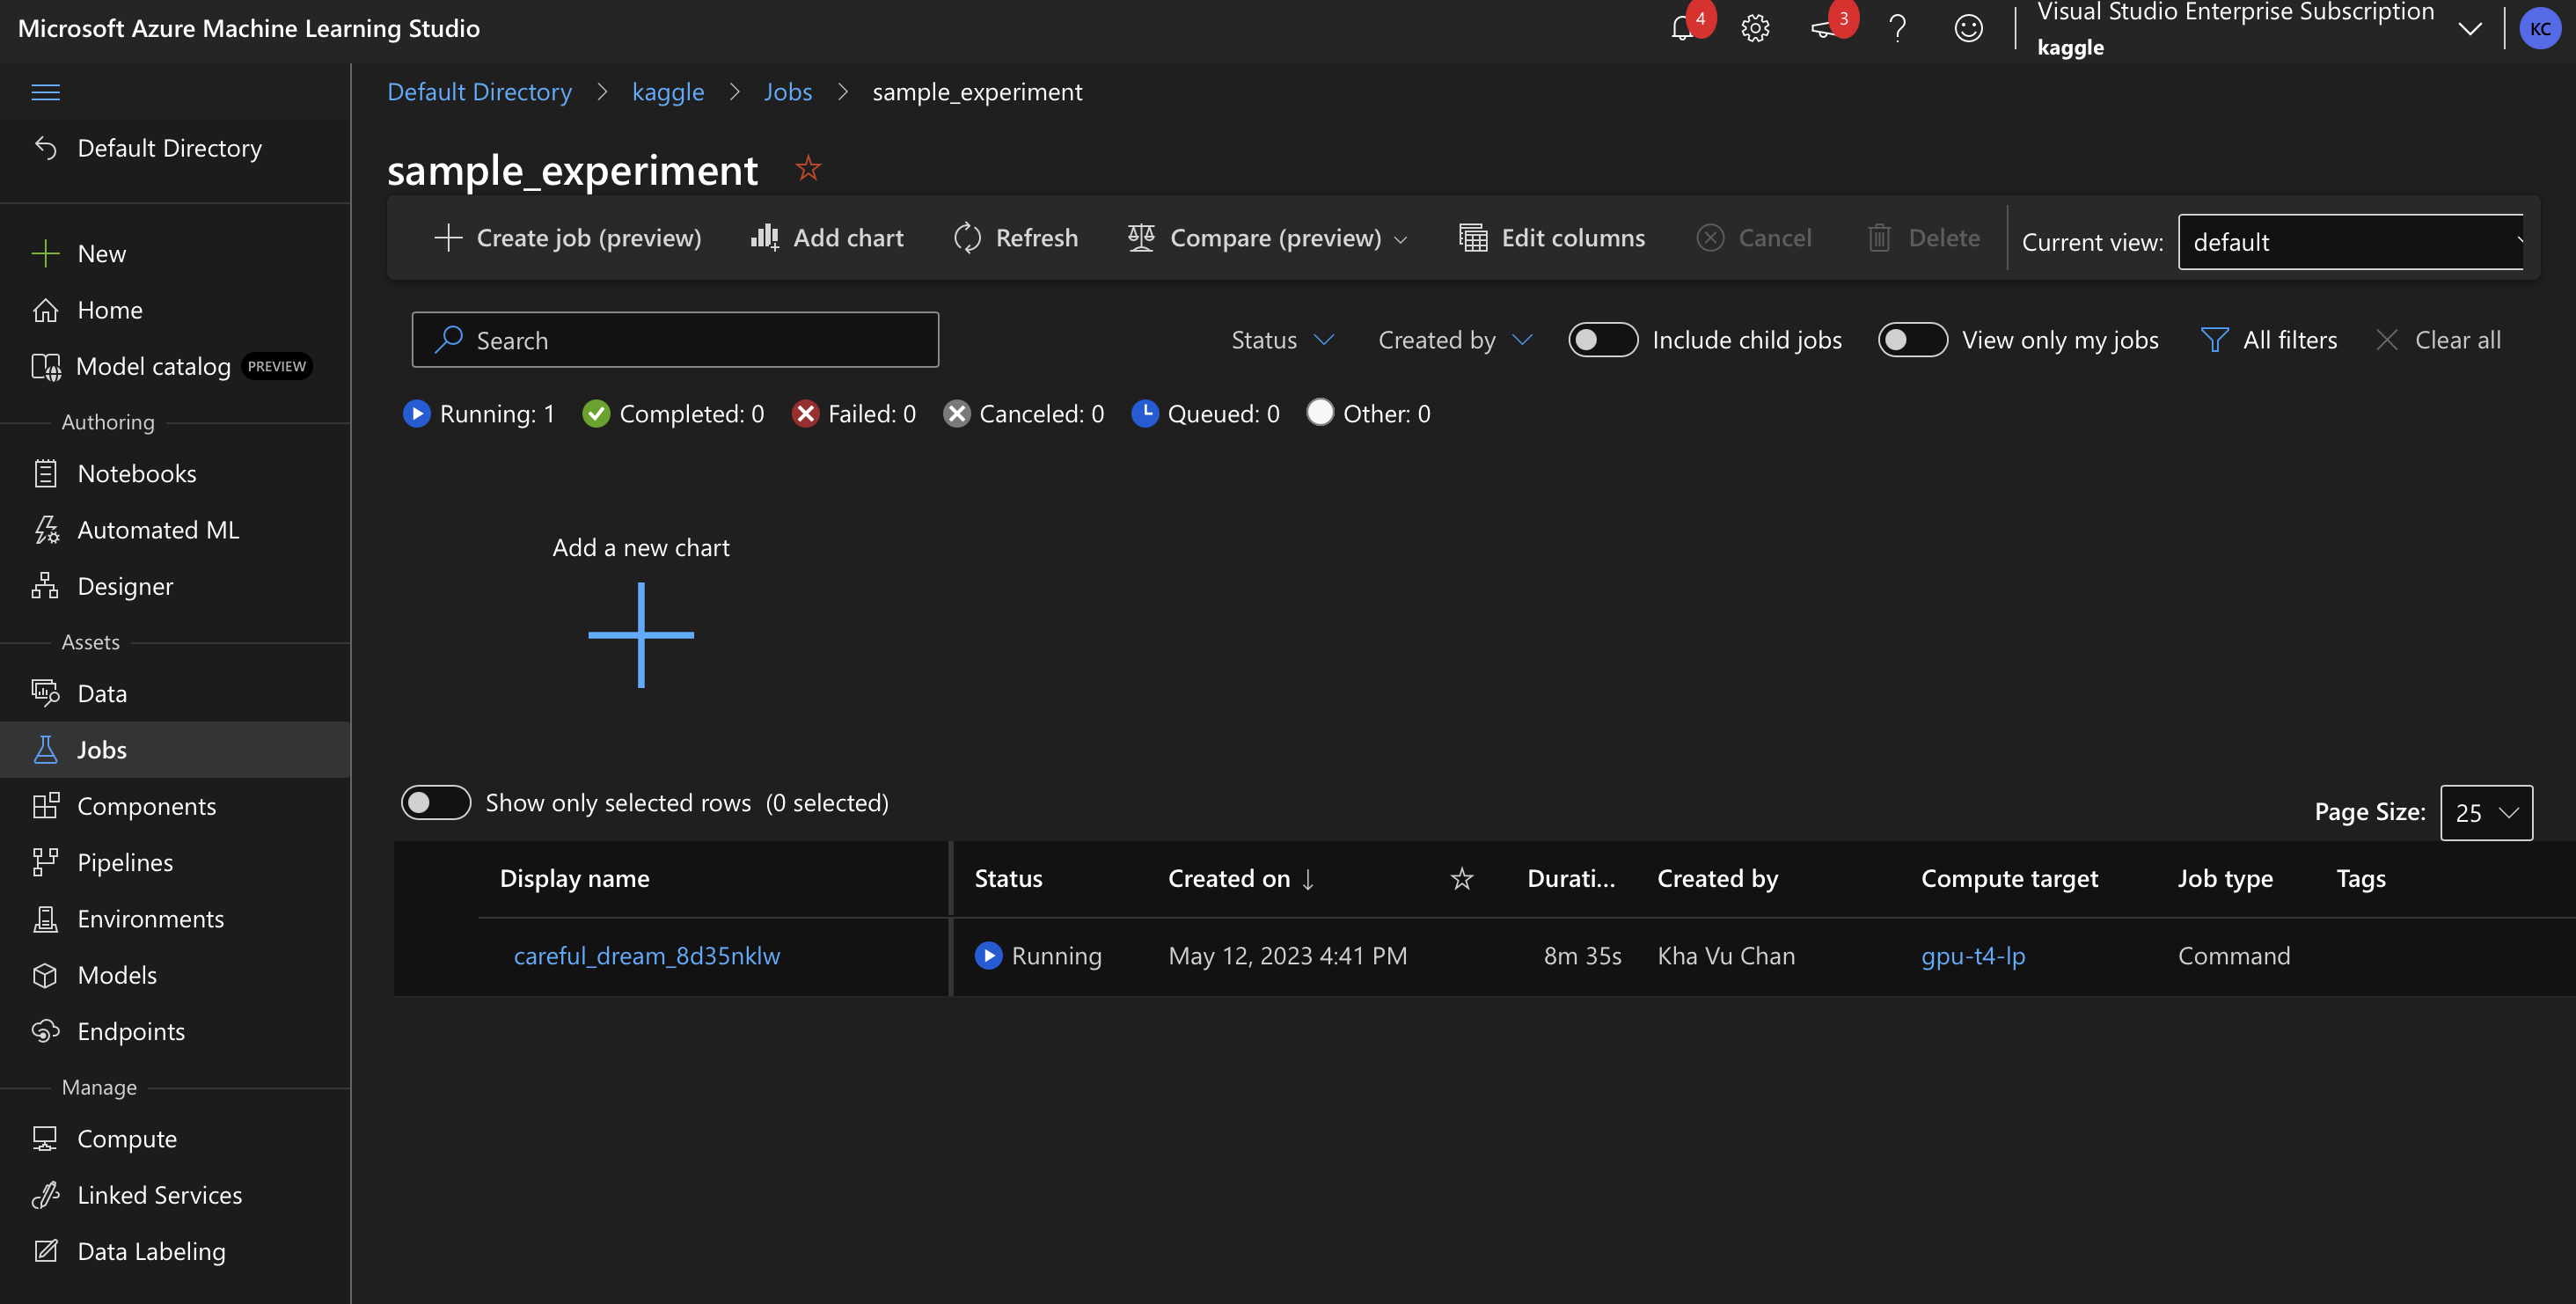 Microsoft Azure Machine Learning Studio
4
3
Visual Studio Enterprise Subscription
kaggle
KC
Default Directory
New
Home
Model catalog PREVIEW
Authoring
Notebooks
Automated ML
Designer
Assets
Data
Jobs
Components
Pipelines
Environments
Models
Endpoints
Manage
Compute
Linked Services
Data Labeling
Default Directory > kaggle > Jobs > sample_experiment
sample_experiment
Create job (preview) Add chart Refresh Compare (preview) Edit columns Cancel Delete Current view: default
Search Status Created by Include child jobs View only my jobs All filters Clear all
Running: 1 Completed: 0 Failed: 0 Canceled: 0 Queued: 0 Other: 0
Add a new chart
Show only selected rows (0 selected) Page Size: 25
Display name Status Created on ↓ Durati... Created by Compute target Job type Tags
careful_dream_8d35nklw Running May 12, 2023 4:41 PM 8m 35s Kha Vu Chan gpu-t4-lp Command